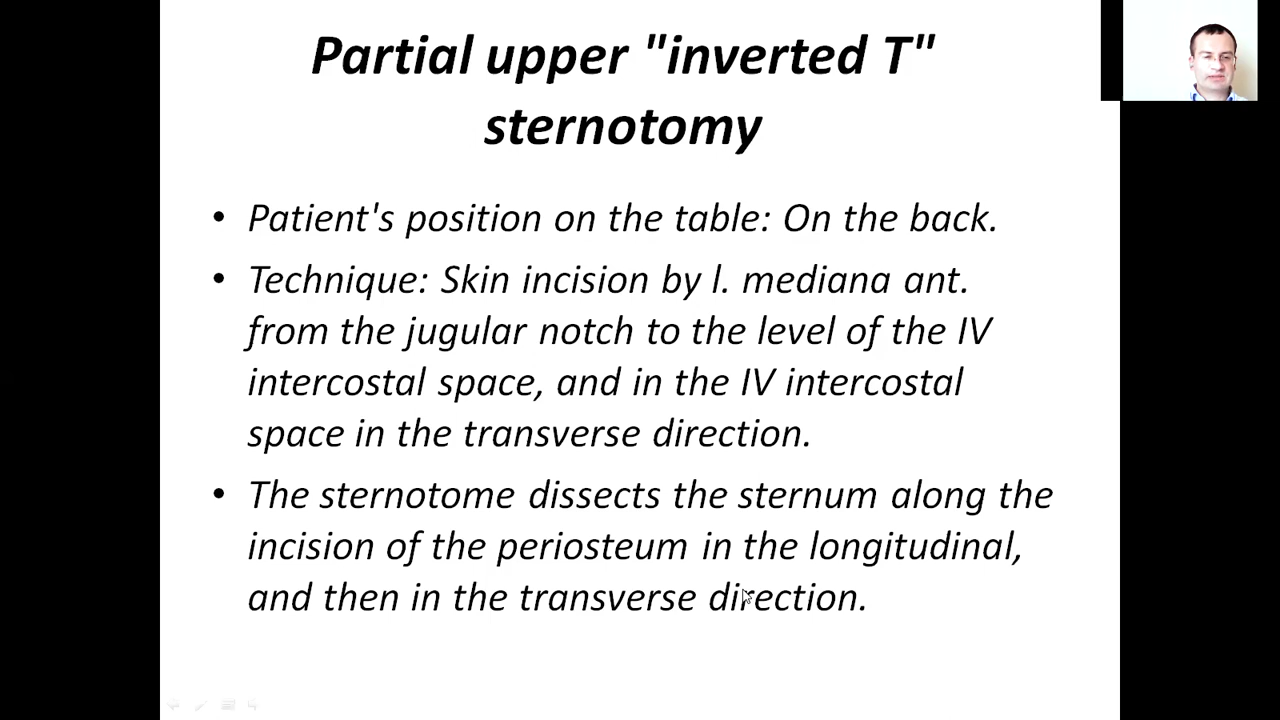 Partial upper "inverted T"
sternotomy
• Patient's position on the table: On the back.
• Technique: Skin incision by l. mediana ant.
from the jugular notch to the level of the IV
intercostal space, and in the IV intercostal
space in the transverse direction.
• The sternotome dissects the sternum along the
incision of the periosteum in the longitudinal,
and then in the transverse direction.